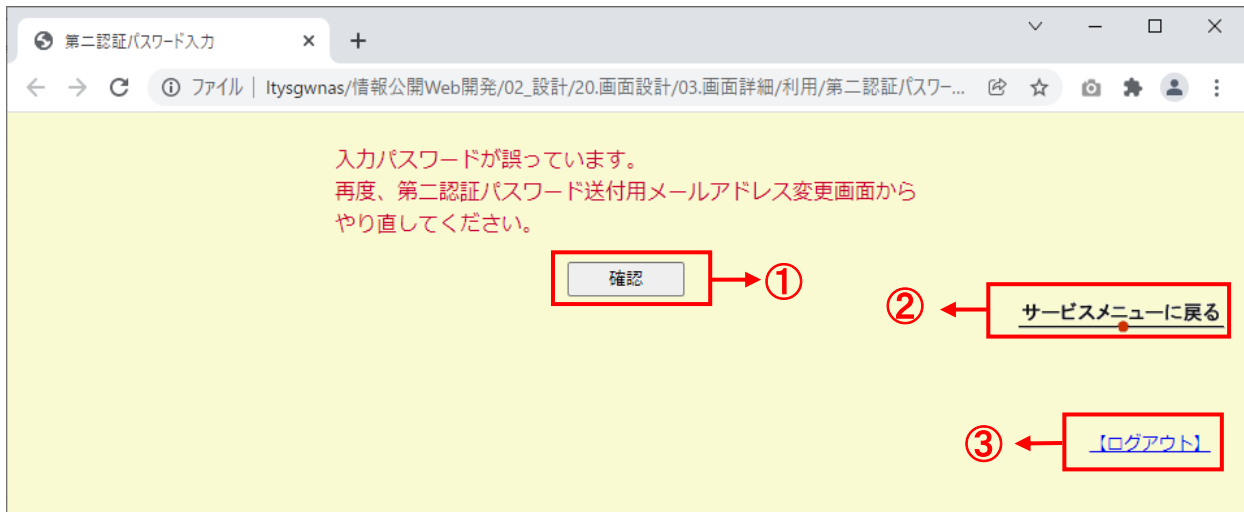 第二認証パスワード入力
ファイル | ltysgwnas/情報公開Web開発/02_設計/20.画面設計/03.画面詳細/利用/第二認証パスワー...
入力パスワードが誤っています。
再度、第二認証パスワード送付用メールアドレス変更画面から
やり直してください。
確認
①
②
サービスメニューに戻る
③
【ログアウト】